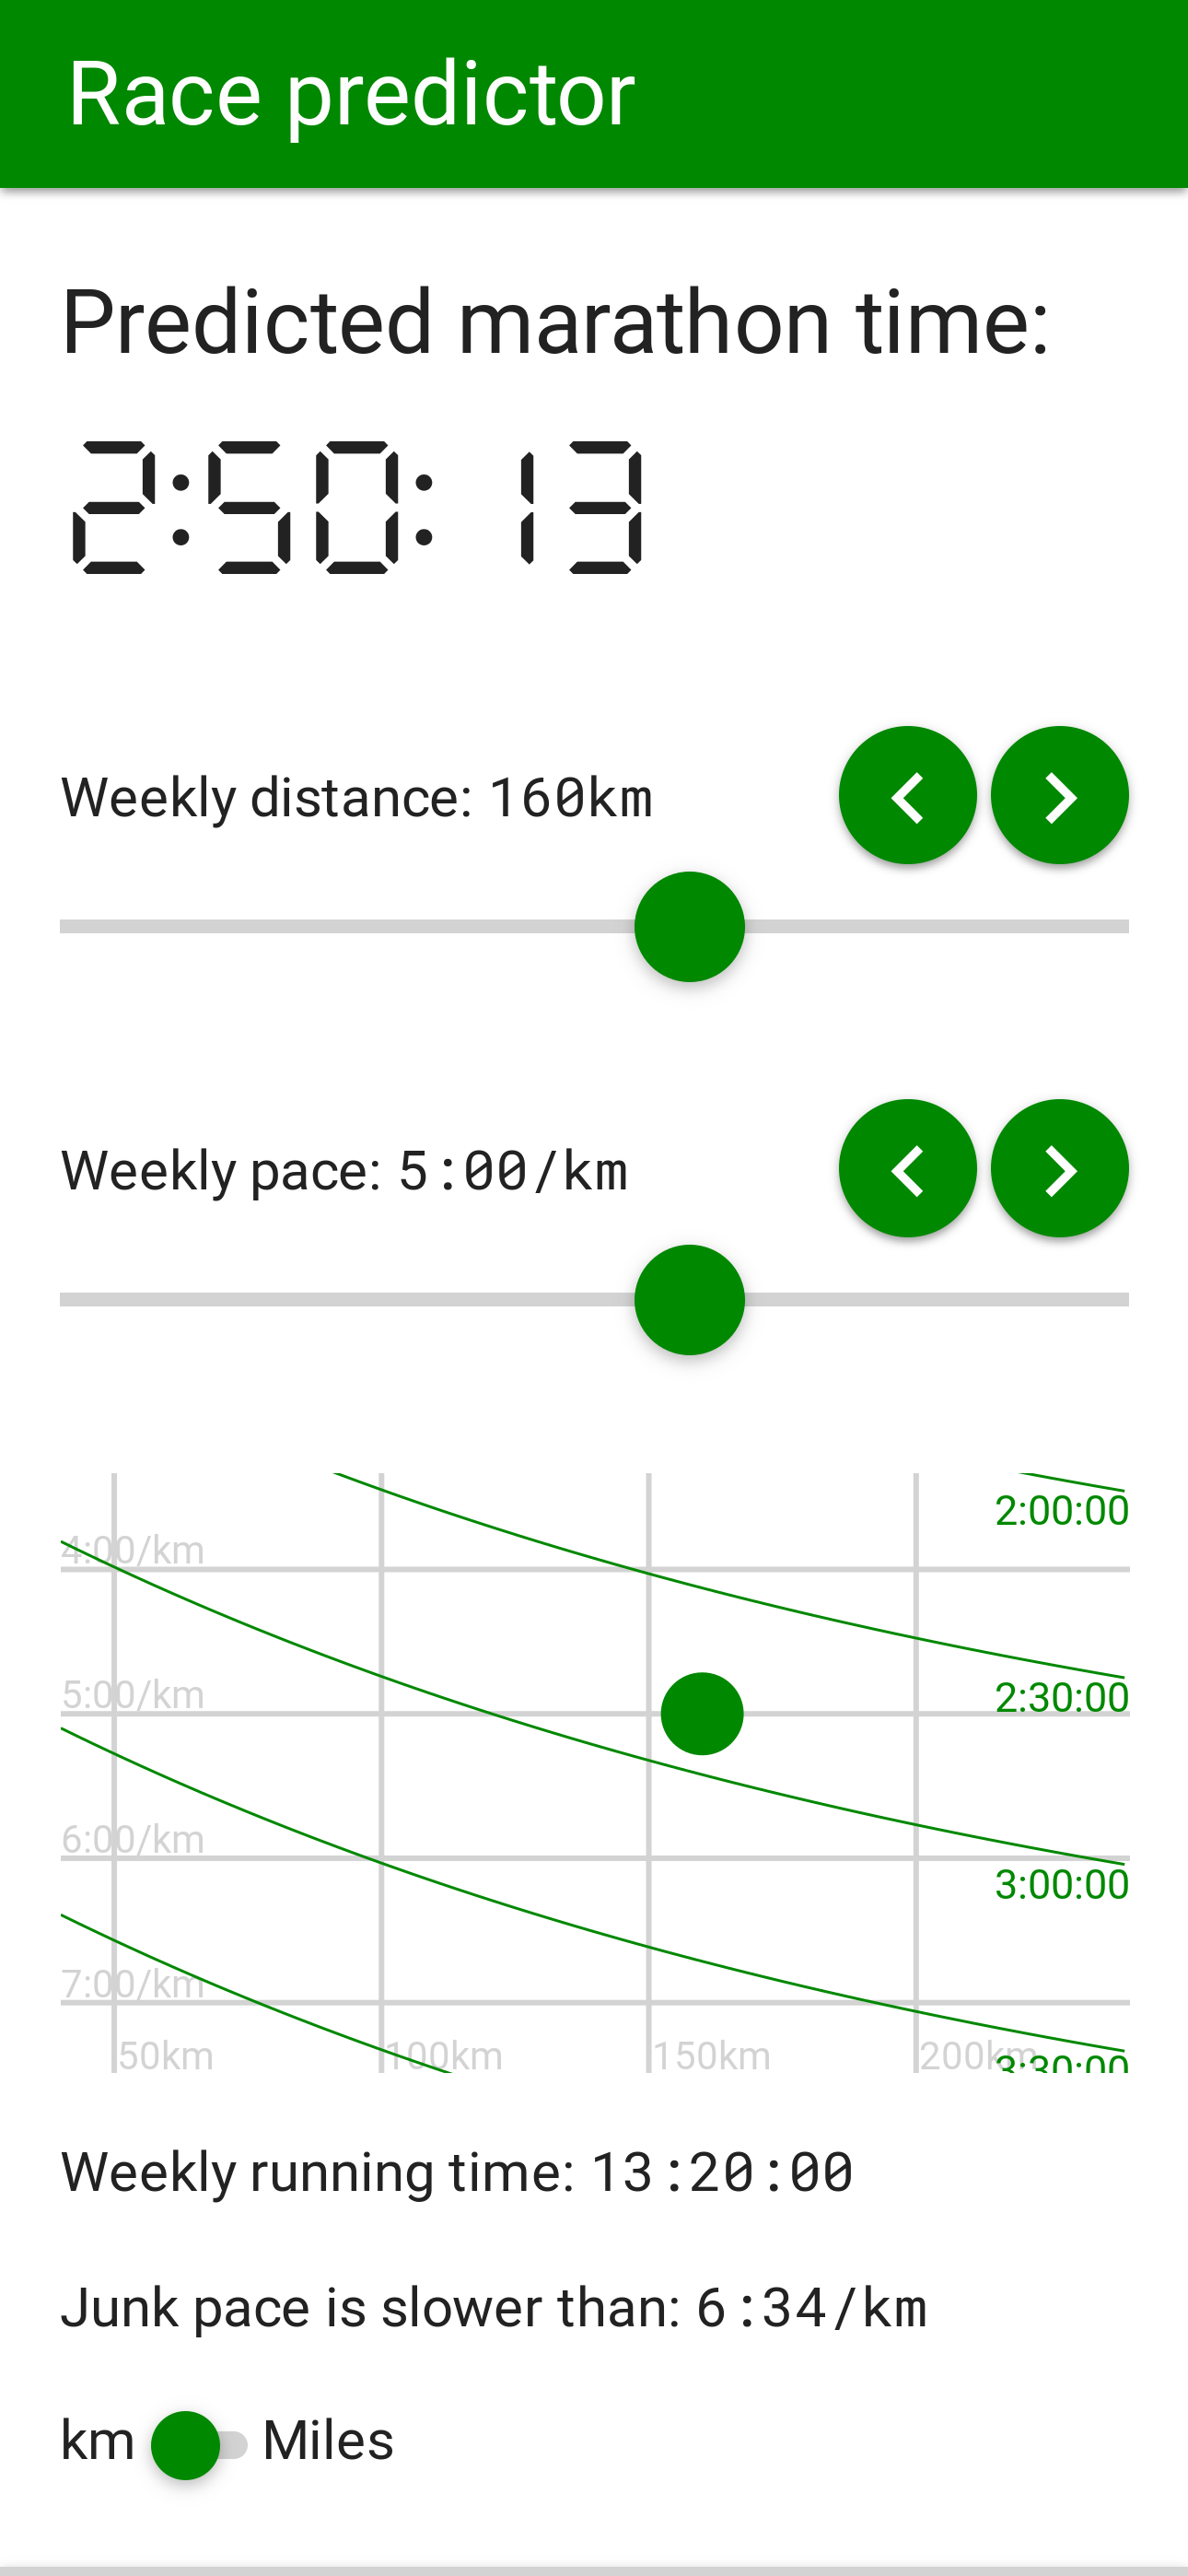 Race predictor
Predicted marathon time:
2:50:13
Weekly distance: 160km
Weekly pace: 5:00/km
2:00:00
4:00/km
5:00/km
2:30:00
6:00/km
3:00:00
7:00/km
50km 100km 150km 200km 3:30:00
Weekly running time: 13:20:00
Junk pace is slower than: 6:34/km
km Miles